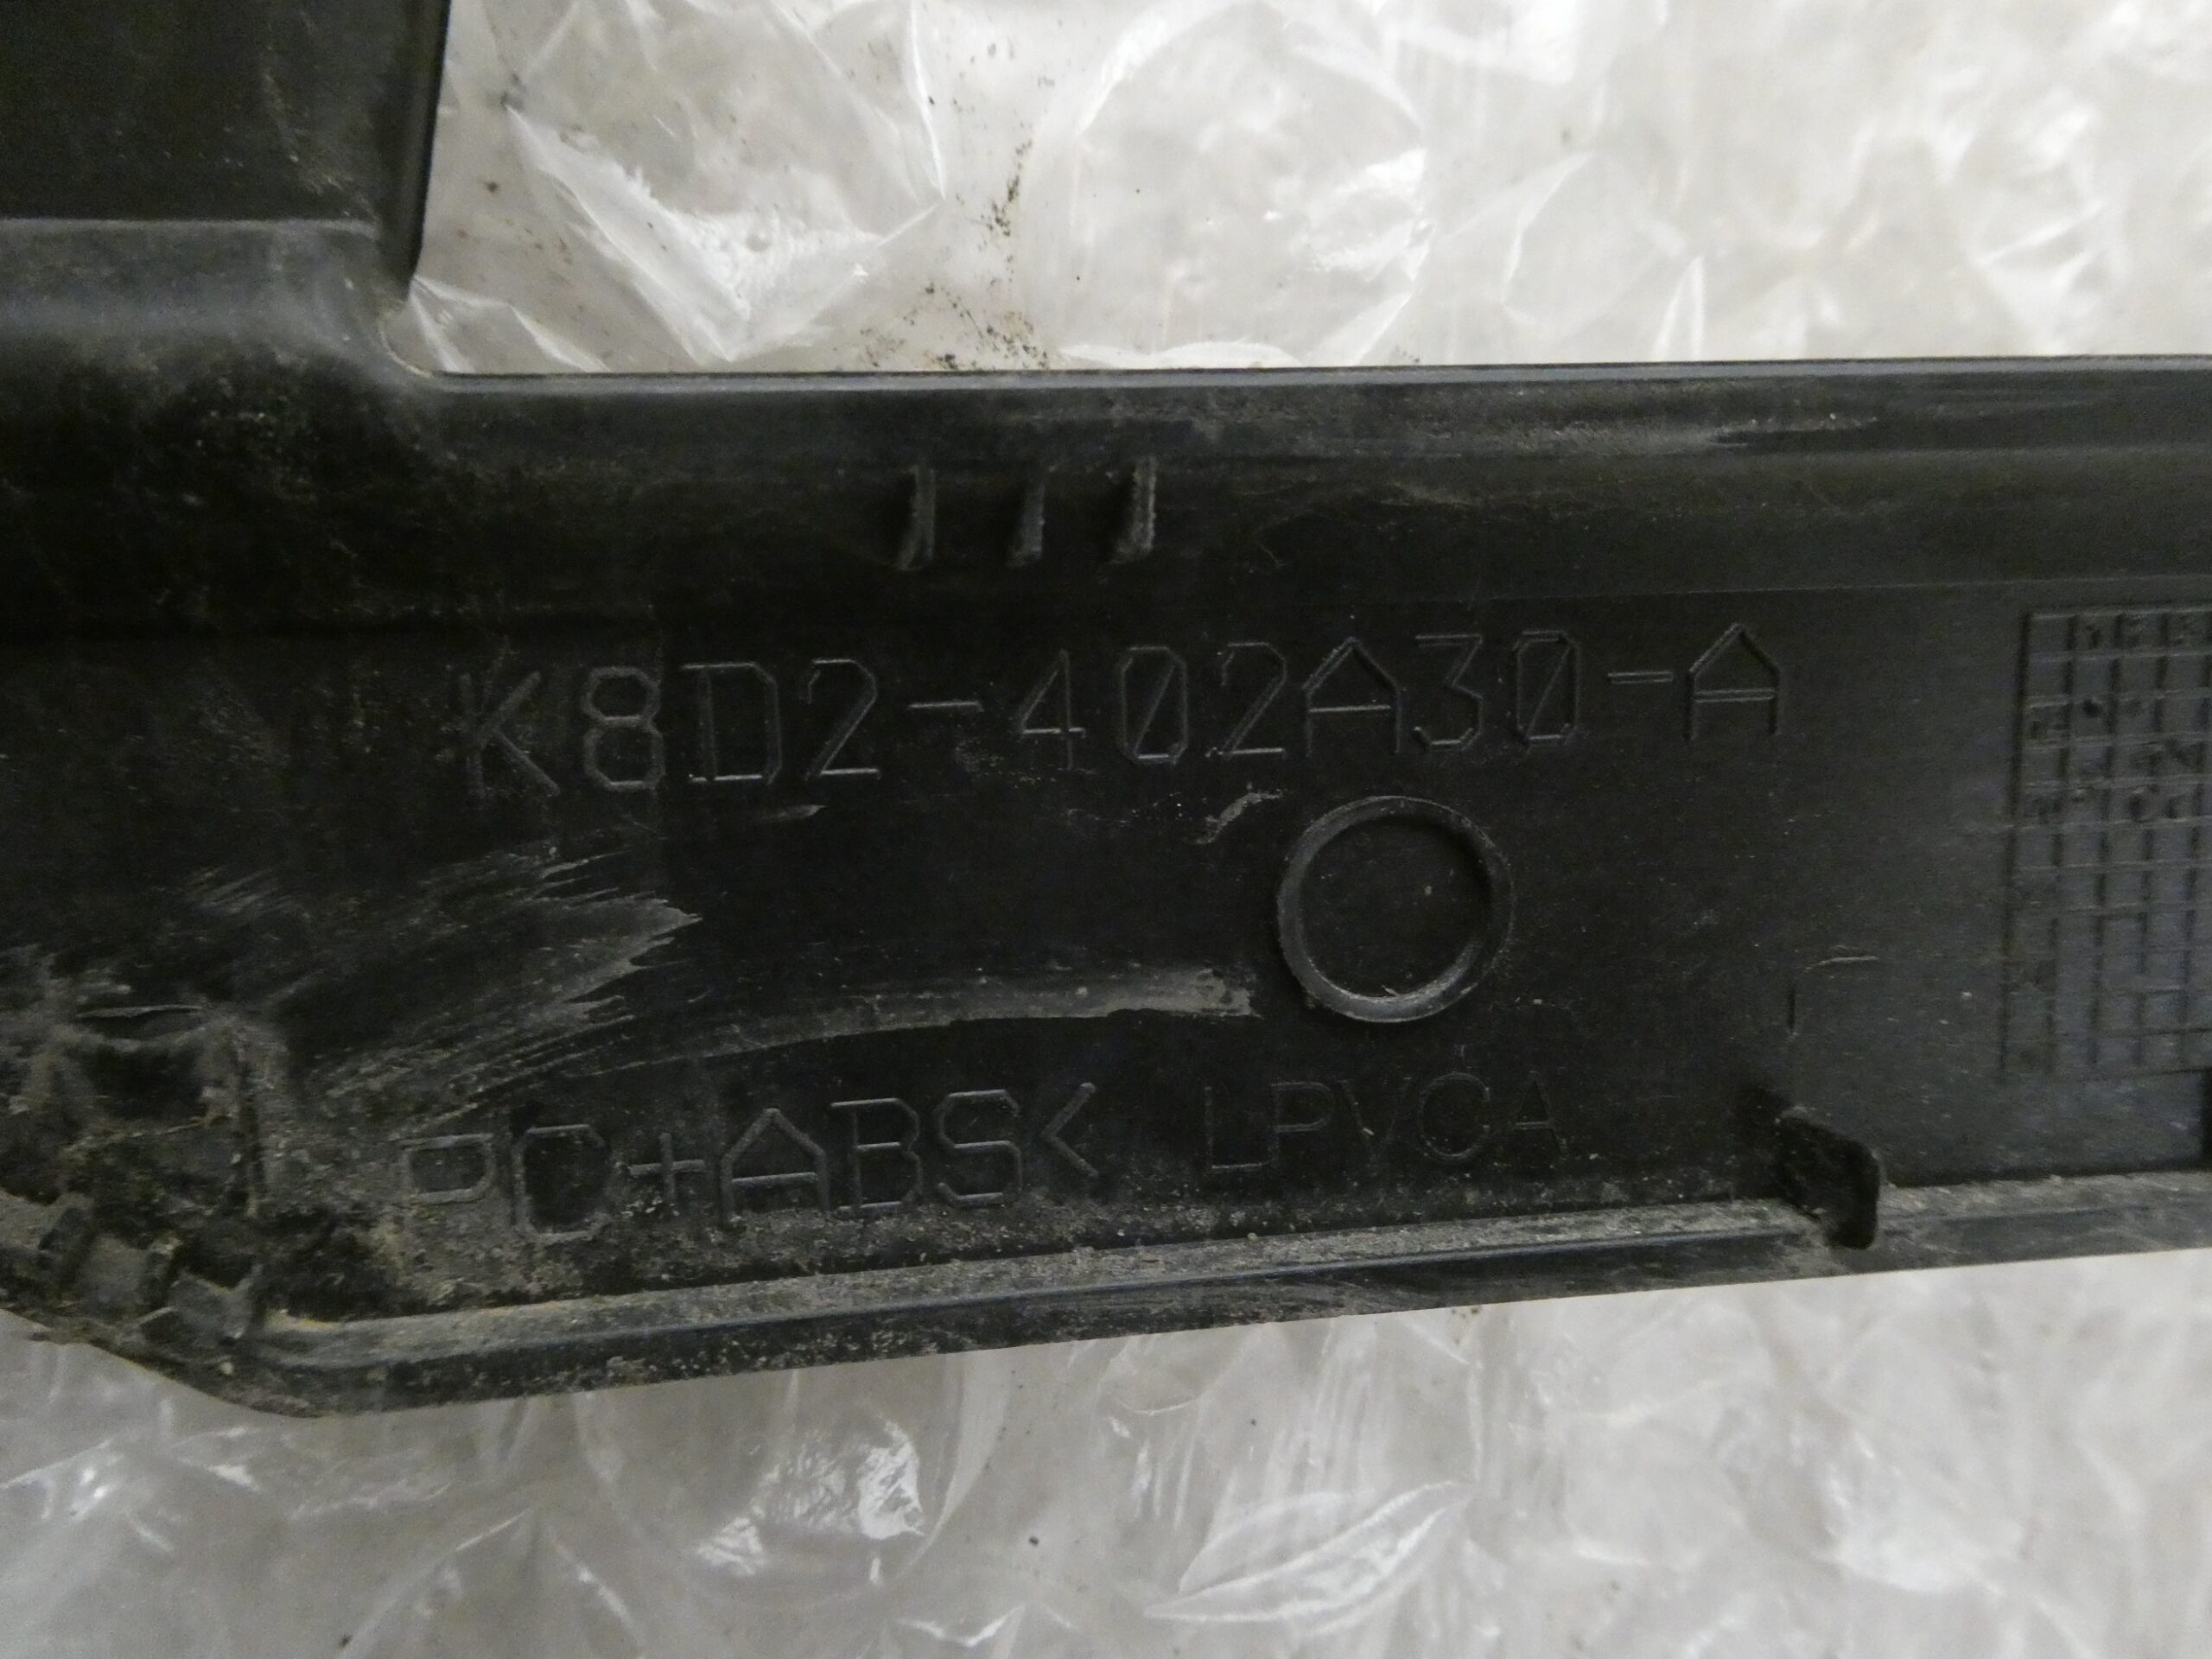 K8D2-402A30-A
PC+ABS< LPVCA